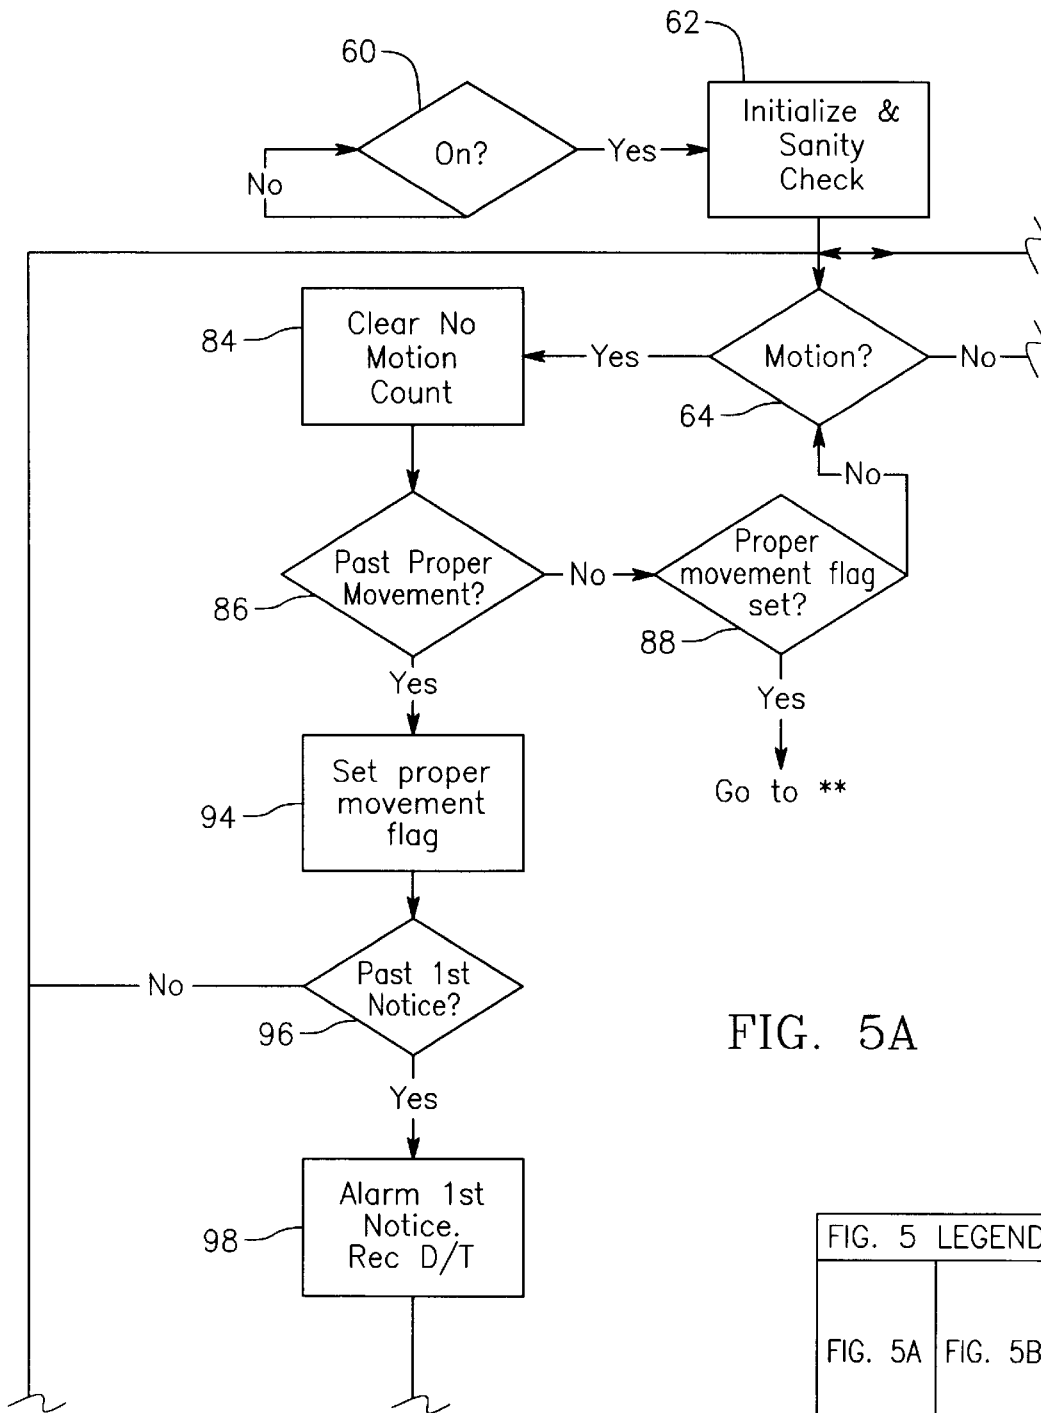 62
60
Initialize &
Sanity
Check
On?
Yes
No
84
Clear No
Motion
Count
Yes
Motion?
No
64
No
Past Proper
Movement?
No
Proper
movement flag
set?
86
88
Yes
Yes
Set proper
movement
flag
94
Go to **
No
Past 1st
Notice?
96
FIG. 5A
Yes
Alarm 1st
Notice.
Rec D/T
98
FIG. 5 LEGEND
FIG. 5A
FIG. 5B